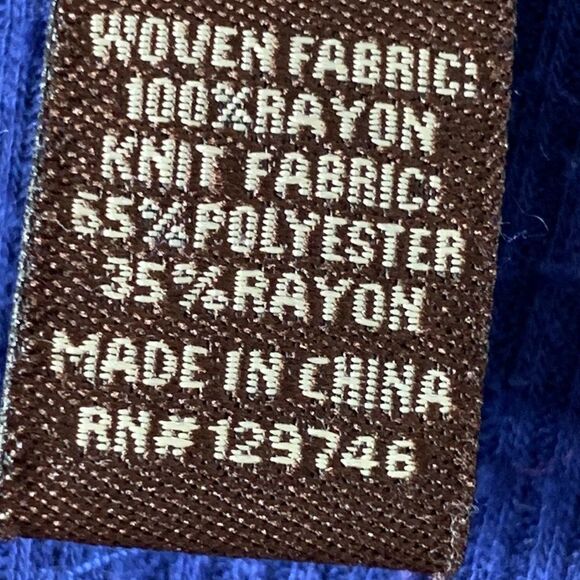 WOVEN FABRIC:
100%RAYON
KNIT FABRIC:
65%POLYESTER
35%RAYON
MADE IN CHINA
RN# 129746